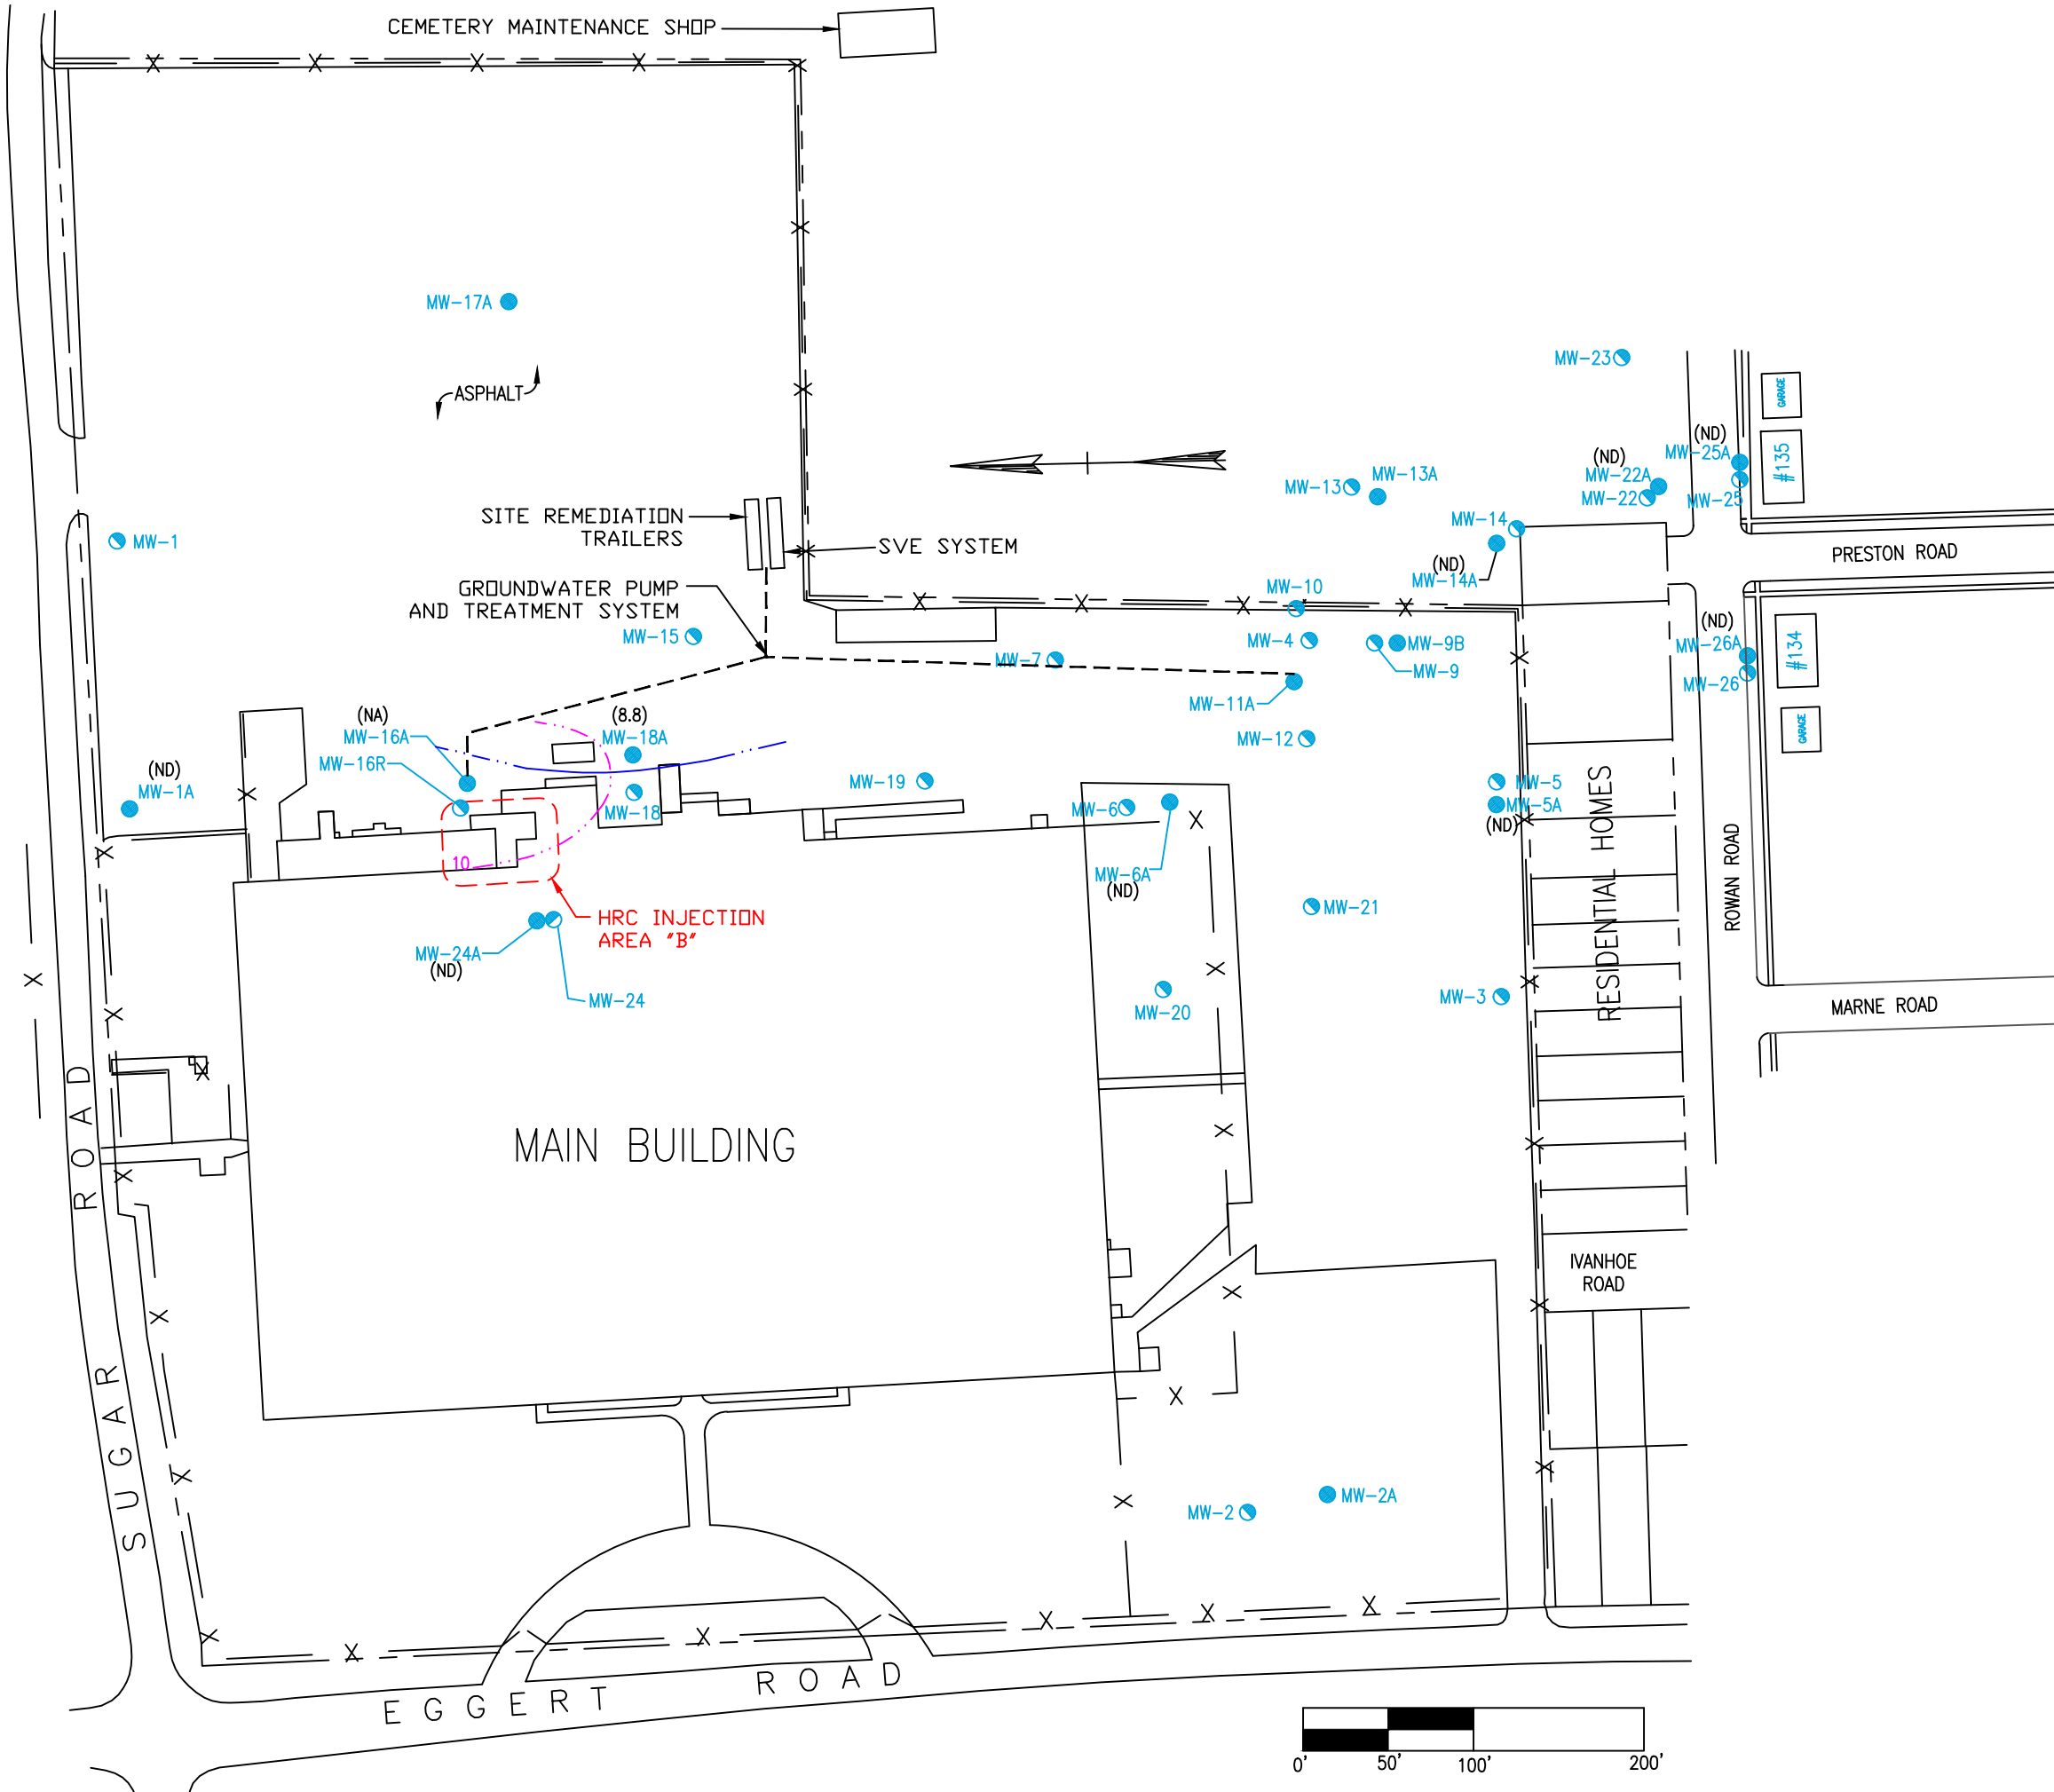 CEMETERY MAINTENANCE SHOP
MW-17A
ASPHALT
MW-23
GARAGE
(ND)
MW-25A
#135
(ND)
MW-22A
MW-22
MW-25
MW-13
MW-13A
MW-1
SITE REMEDIATION
TRAILERS
SVE SYSTEM
MW-14
(ND)
MW-14A
PRESTON ROAD
GROUNDWATER PUMP
AND TREATMENT SYSTEM
MW-10
MW-15
MW-7
MW-4
MW-9B
MW-9
(ND)
MW-26A
MW-26
#134
GARAGE
MW-11A
(NA)
MW-16A
MW-16R
(8.8)
MW-18A
MW-18
MW-12
MW-19
(ND)
MW-1A
MW-6
MW-6A
(ND)
MW-5
MW-5A
(ND)
10
HRC INJECTION
AREA "B"
MW-24A
(ND)
MW-24
MW-21
MW-20
MW-3
RESIDENTIAL HOMES
ROWAN ROAD
MARNE ROAD
MAIN BUILDING
SUGAR ROAD
IVANHOE
ROAD
MW-2
MW-2A
EGGERT ROAD
0' 50' 100' 200'